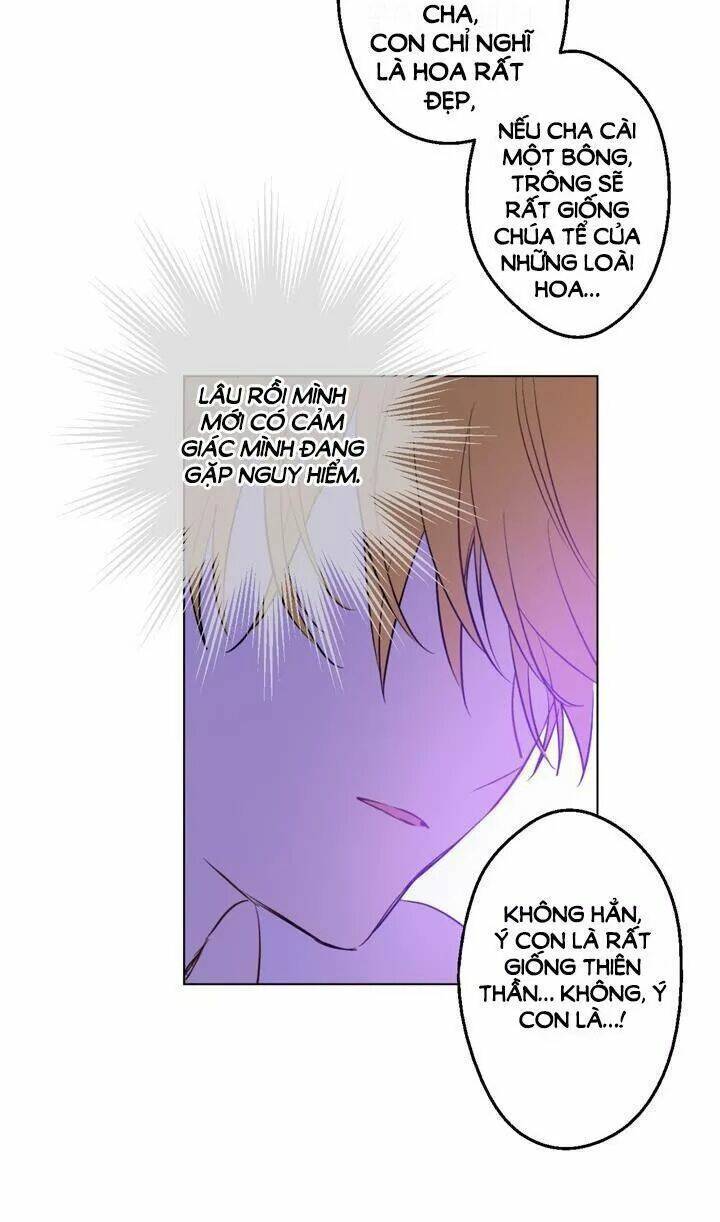 CHA,
CON CHỈ NGHĨ
LÀ HOA RẤT
ĐẸP,
NẾU CHA CÀI
MỘT BÔNG,
TRÔNG SẼ
RẤT GIỐNG
CHÚA TỂ CỦA
NHỮNG LOÀI
HOA...
LÂU RỒI MÌNH
MỚI CÓ CẢM
GIÁC MÌNH ĐANG
GẶP NGUY HIỂM.
KHÔNG HẲN,
Ý CON LÀ RẤT
GIỐNG THIÊN
THẦN... KHÔNG, Ý
CON LÀ...!